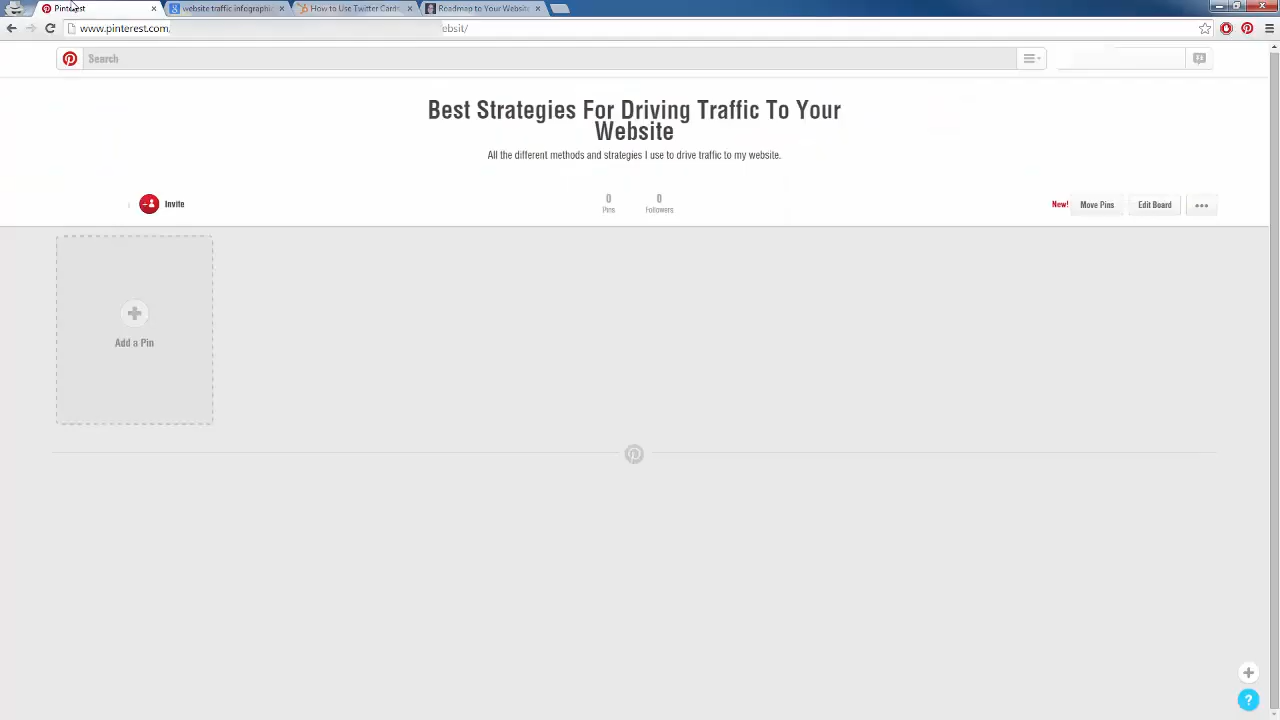 Pinterest
website traffic infographic
How to Use Twitter Cards
Roadmap to Your Website
www.pinterest.com/
ebsit/
Search
Best Strategies For Driving Traffic To Your
Website
All the different methods and strategies I use to drive traffic to my website.
Invite
0
Pins
0
Followers
New!
Move Pins
Edit Board
Add a Pin